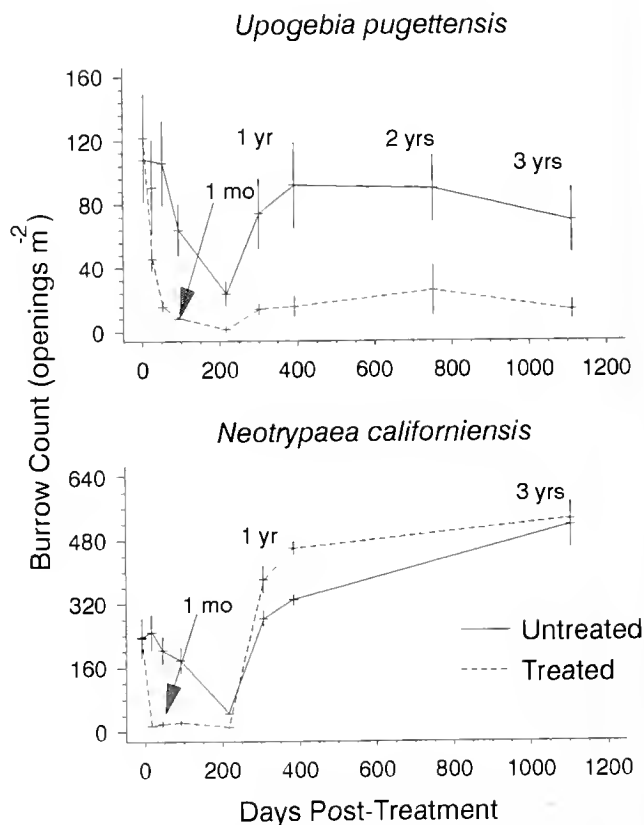 Upogebia pugettensis
160
120
80
40
0
1 yr
2 yrs
3 yrs
1 mo
0 200 400 600 800 1000 1200
Burrow Count (openings m-2)
Neotrypaea californiensis
640
480
320
160
0
1 yr
3 yrs
1 mo
Untreated
Treated
0 200 400 600 800 1000 1200
Days Post-Treatment